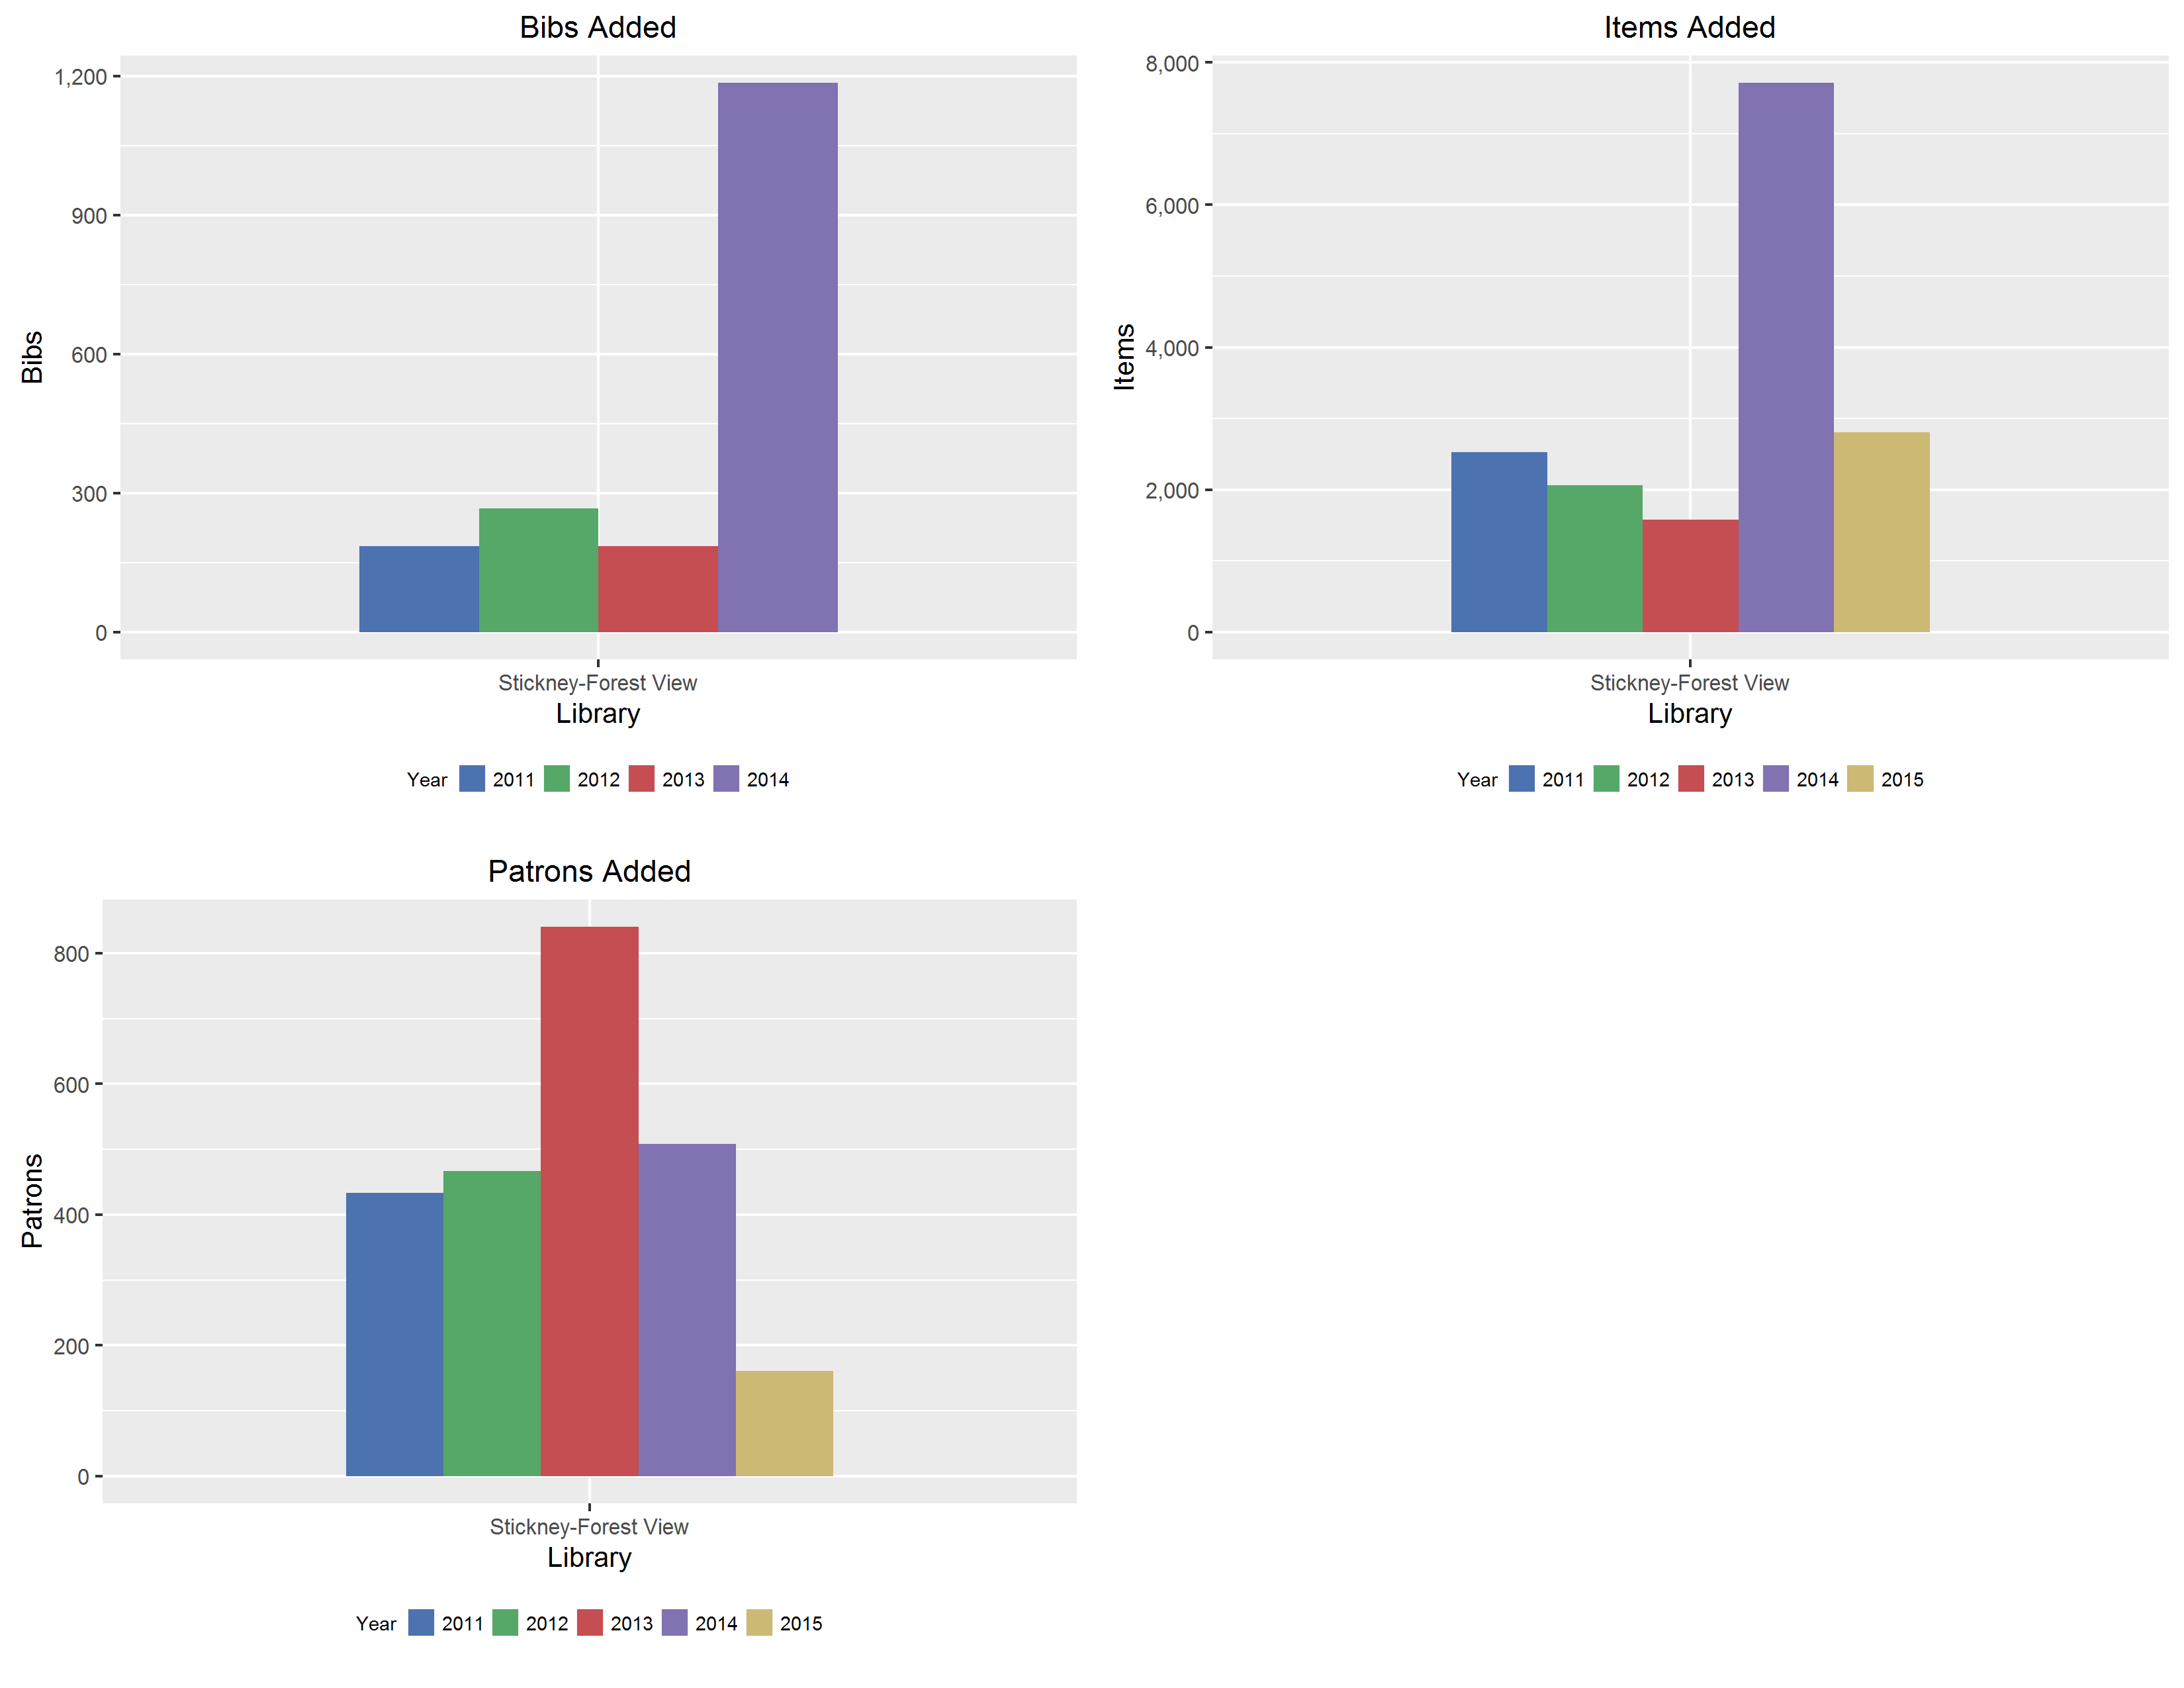 Bibs Added
1,200
900
600
300
0
Bibs
Stickney-Forest View
Library
Year 2011 2012 2013 2014
Items Added
8,000
6,000
4,000
2,000
0
Items
Stickney-Forest View
Library
Year 2011 2012 2013 2014 2015
Patrons Added
800
600
400
200
0
Patrons
Stickney-Forest View
Library
Year 2011 2012 2013 2014 2015